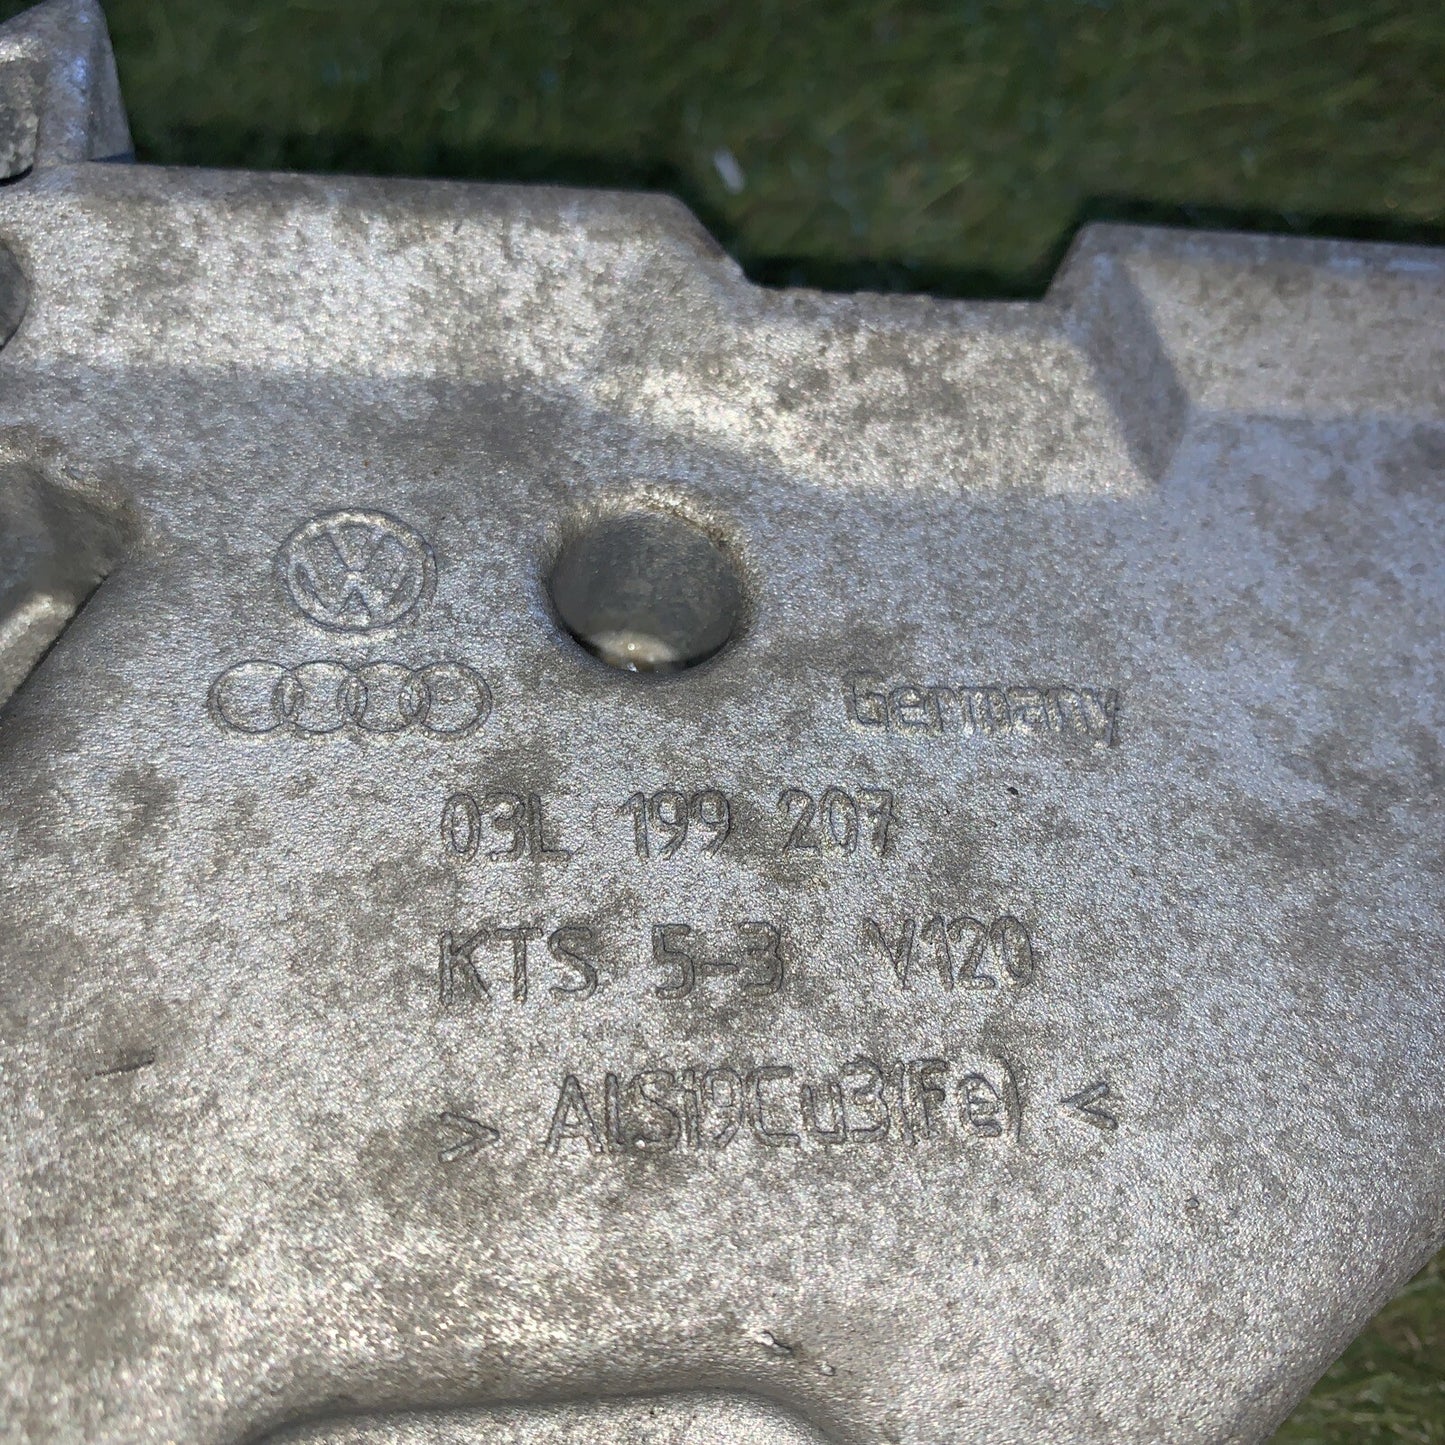 Germany
03L 199 207
KTS 5-3 V120
> AlSi9Cu3(Fe) <